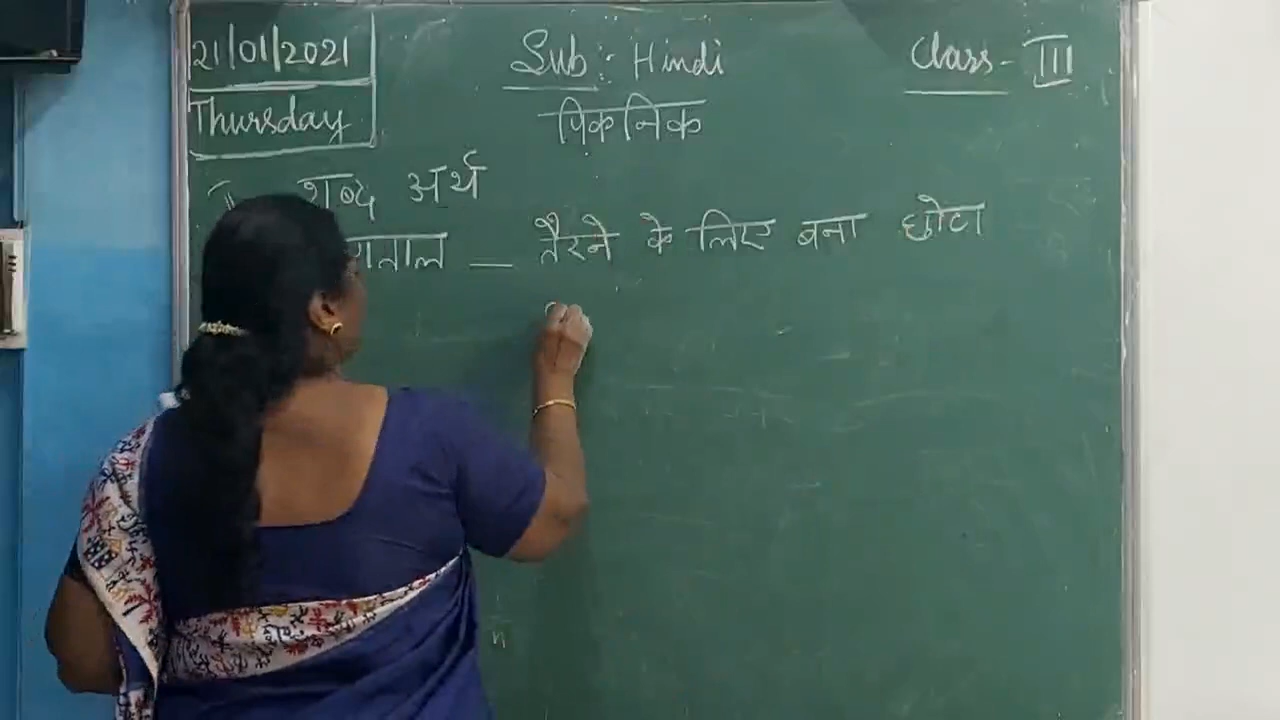 21/01/2021 Sub:- Hindi Class - III
Thursday पिकनिक
शब्द अर्थ
— तैरने के लिए बना छोटा